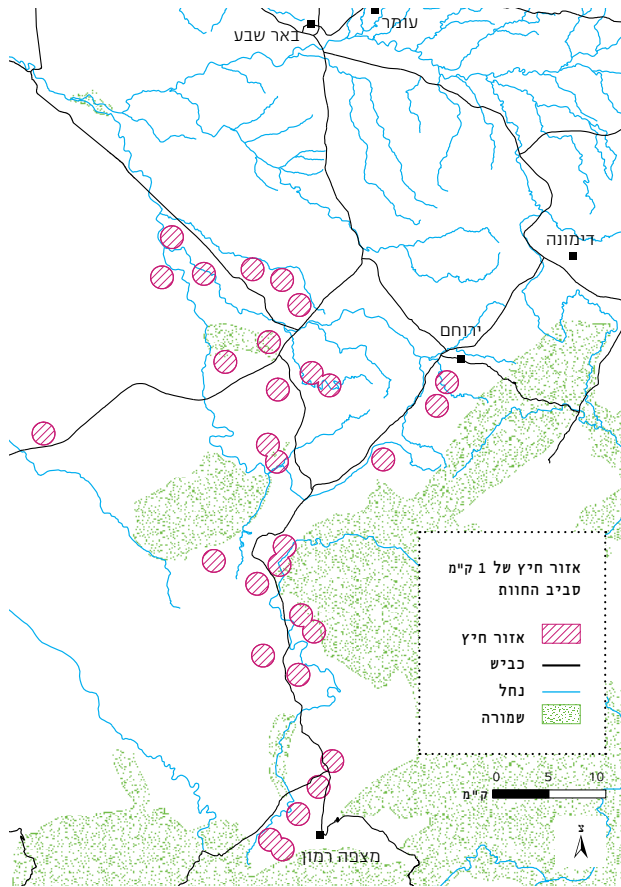 עומר
באר שבע
דימונה
ירוחם
אזור חיץ של 1 ק"מ
סביב החוות
אזור חיץ
כביש
נחל
שמורה
0 5 10
ק"מ
צ
מצפה רמון